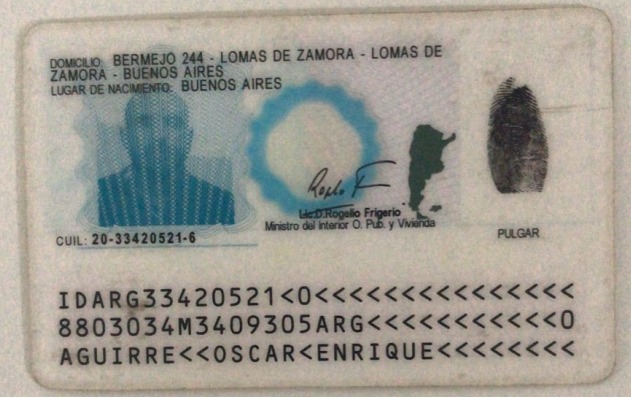 DOMICILIO: BERMEJO 244 - LOMAS DE ZAMORA - LOMAS DE
ZAMORA - BUENOS AIRES
LUGAR DE NACIMIENTO: BUENOS AIRES
Lic.D.Rogelio Frigerio
Ministro del interior O. Pub. y Vivienda
CUIL: 20-33420521-6
PULGAR
IDARG33420521<0<<<<<<<<<<<<<<<
8803034M3409305ARG<<<<<<<<<<<0
AGUIRRE<<OSCAR<ENRIQUE<<<<<<<<